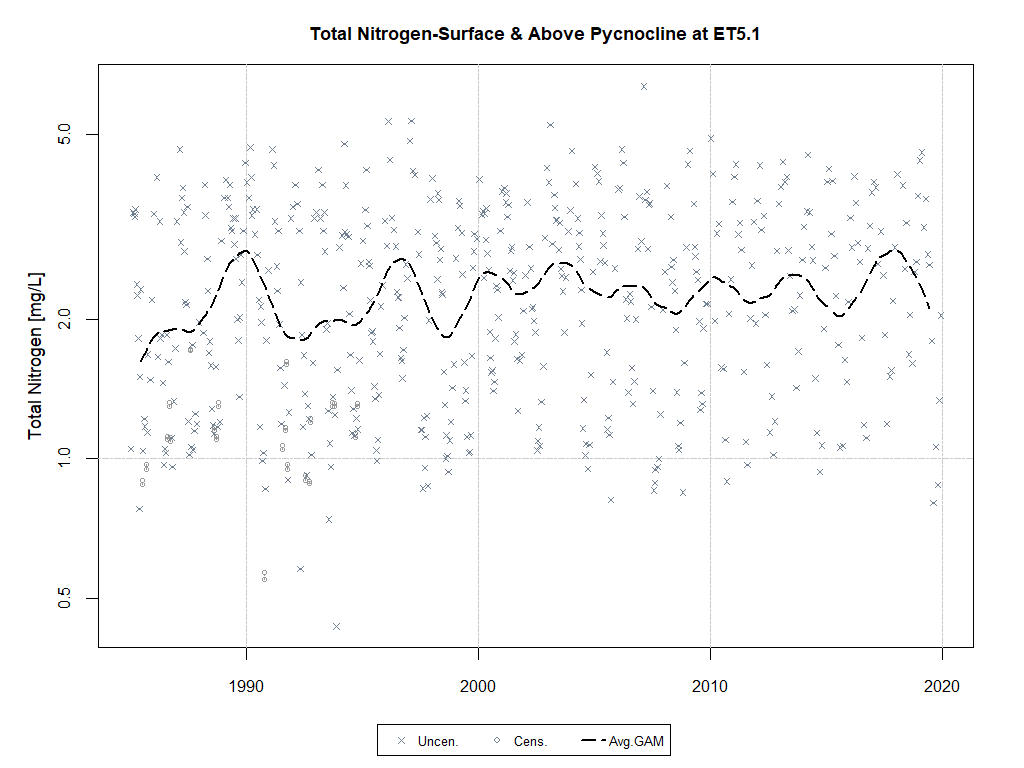 Total Nitrogen-Surface & Above Pycnocline at ET5.1
Total Nitrogen [mg/L]
5.0
2.0
1.0
0.5
1990 2000 2010 2020
Uncen. Cens. Avg.GAM